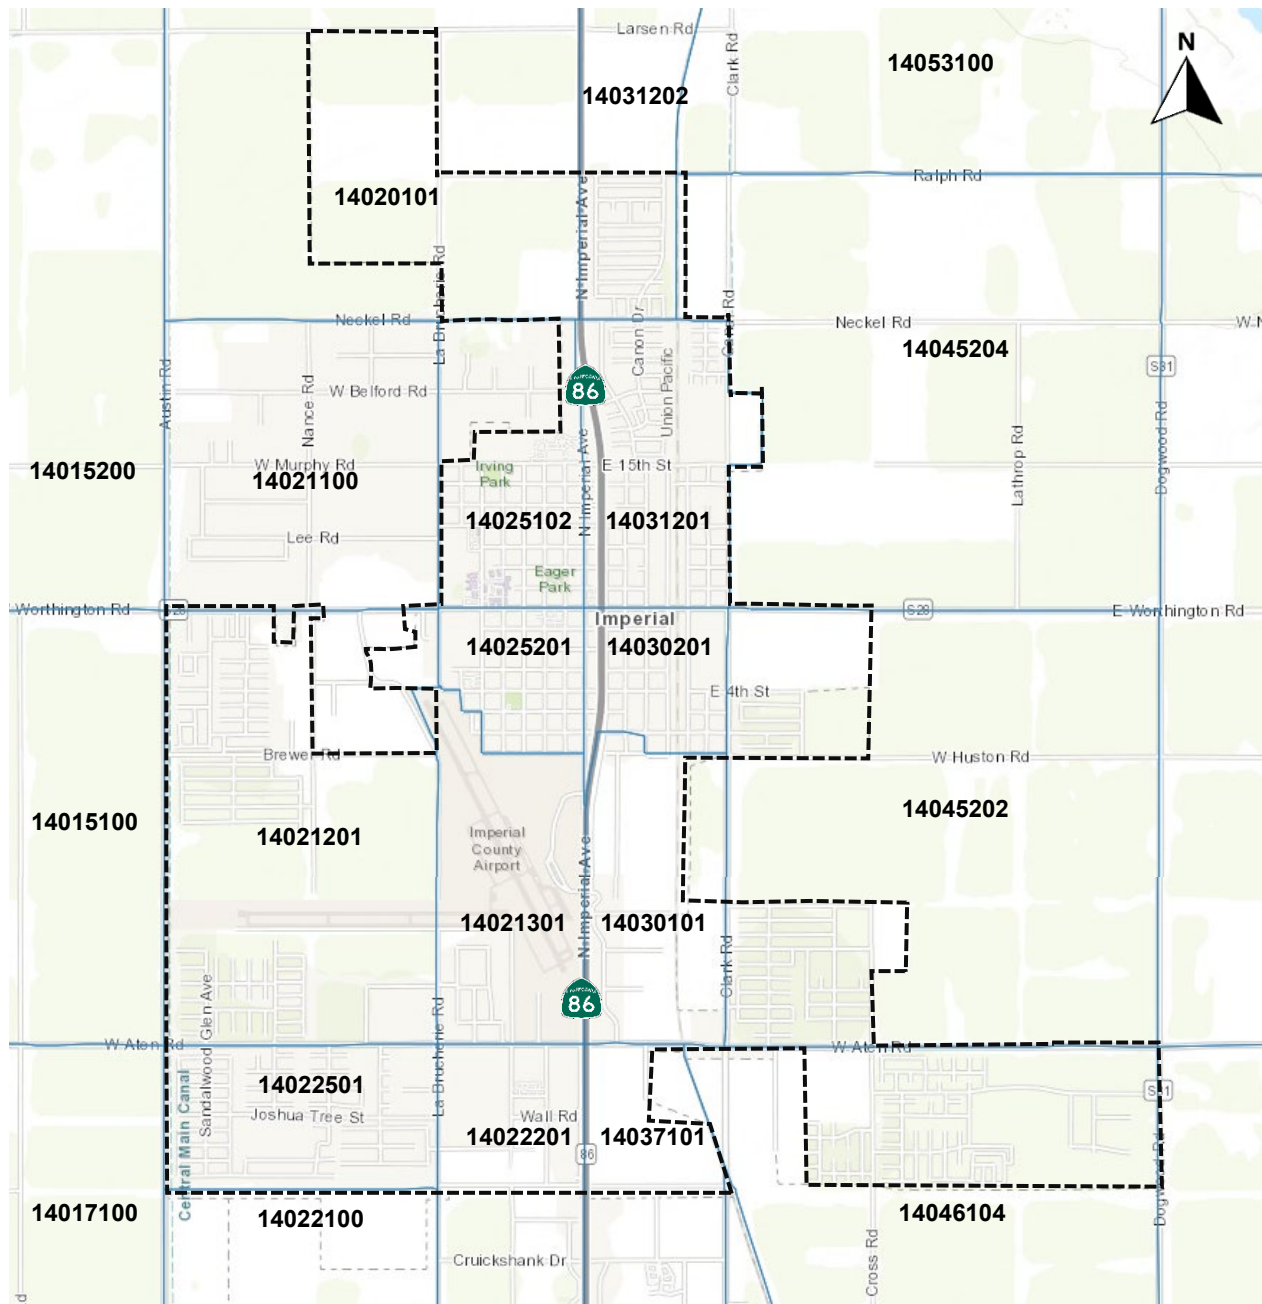 Larsen Rd
Clark Rd
14053100
N
14031202
Ralph Rd
14020101
N Imperial Ave
La Brucherie Rd
Neckel Rd
Canon Dr
Neckel Rd
14045204
S31
Austin Rd
Nance Rd
W Belford Rd
86
Union Pacific
Dogwood Rd
Lathrop Rd
14015200
W Murphy Rd
14021100
Irving
Park
N Imperial Ave
E 15th St
14025102
14031201
Lee Rd
Eager
Park
Worthington Rd
S28
Imperial
S28
E Worthington Rd
14025201
14030201
E 4th St
Brewer Rd
W Huston Rd
14015100
14021201
Imperial
County
Airport
14045202
N Imperial Ave
14021301
14030101
Clark Rd
Sandalwood Glen Ave
La Brucherie Rd
86
W Aten Rd
W Aten Rd
Central Main Canal
14022501
Joshua Tree St
Wall Rd
14022201
14037101
86
Dogwood Rd
14017100
14022100
14046104
Cruickshank Dr
Cross Rd